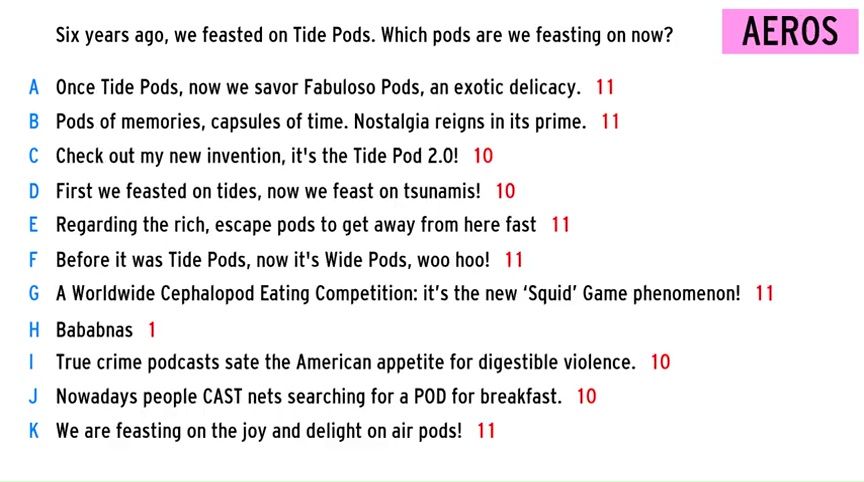 Six years ago, we feasted on Tide Pods. Which pods are we feasting on now?
AEROS
A Once Tide Pods, now we savor Fabuloso Pods, an exotic delicacy. 11
B Pods of memories, capsules of time. Nostalgia reigns in its prime. 11
C Check out my new invention, it's the Tide Pod 2.0! 10
D First we feasted on tides, now we feast on tsunamis! 10
E Regarding the rich, escape pods to get away from here fast 11
F Before it was Tide Pods, now it's Wide Pods, woo hoo! 11
G A Worldwide Cephalopod Eating Competition: it’s the new ‘Squid’ Game phenomenon! 11
H Bababnas 1
I True crime podcasts sate the American appetite for digestible violence. 10
J Nowadays people CAST nets searching for a POD for breakfast. 10
K We are feasting on the joy and delight on air pods! 11